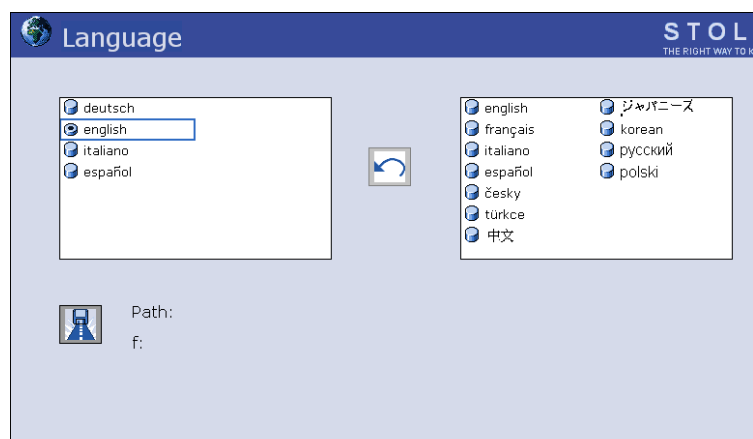 Language
STOL
THE RIGHT WAY TO K
deutsch
english
italiano
español
english
français
italiano
español
česky
türkce
中文
ジャパニーズ
korean
русский
polski
Path:
f: